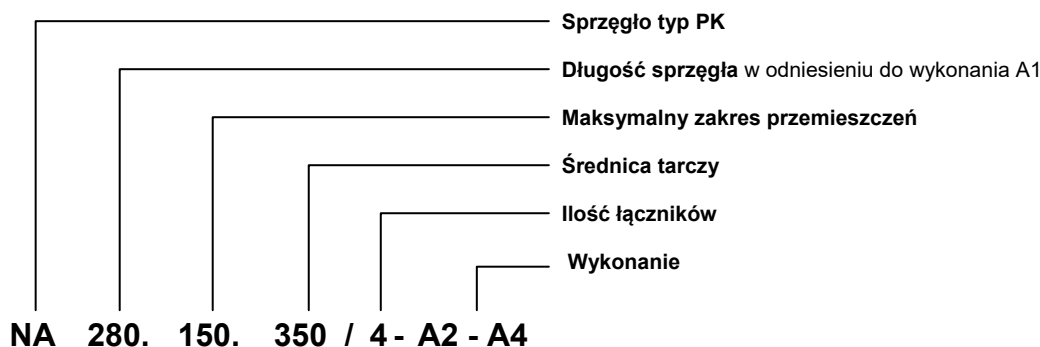 Sprzęgło typ PK
Długość sprzęgła w odniesieniu do wykonania A1
Maksymalny zakres przemieszczeń
Średnica tarczy
Ilość łączników
Wykonanie
NA 280. 150. 350 / 4 - A2 - A4